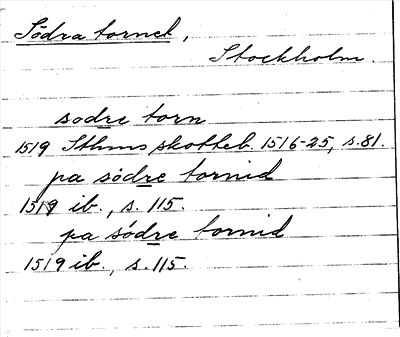 Södra tornet,
Stockholm.
sodre torn
1519 Sthms skotteb. 1516-25, s. 81.
pa södre tornid
1519 ib., s. 115.
pa södre tornid
1519 ib., s. 115.